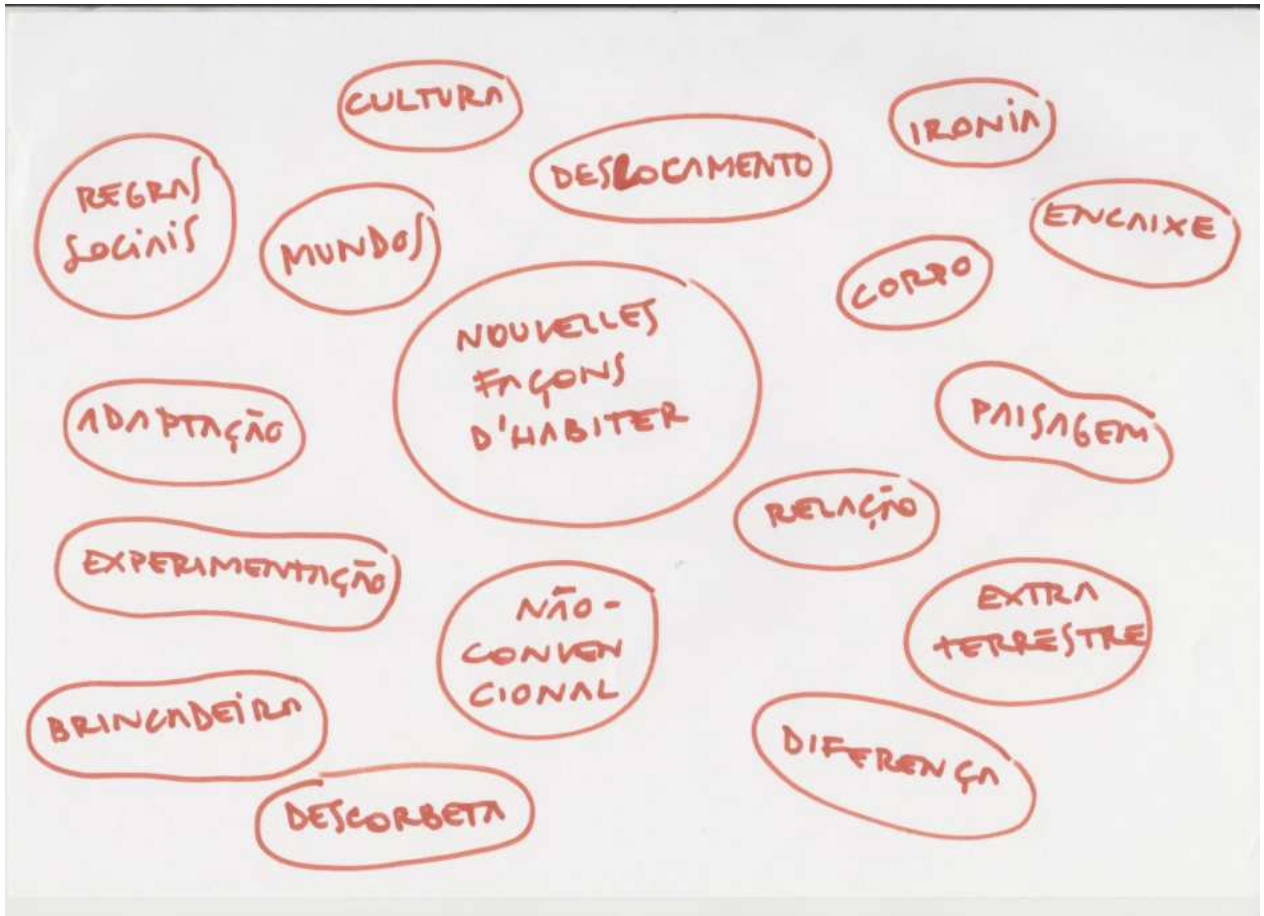 CULTURA
IRONIA
DESLOCAMENTO
REGRAS
SOCIAIS
MUNDOS
ENCAIXE
CORPO
NOUVELLES
FAÇONS
D'HABITER
ADAPTAÇÃO
PAISAGEM
RELAÇÃO
EXPERIMENTAÇÃO
NÃO-
CONVEN
CIONAL
EXTRA
TERRESTRE
BRINCADEIRA
DIFERENÇA
DESCORBETA